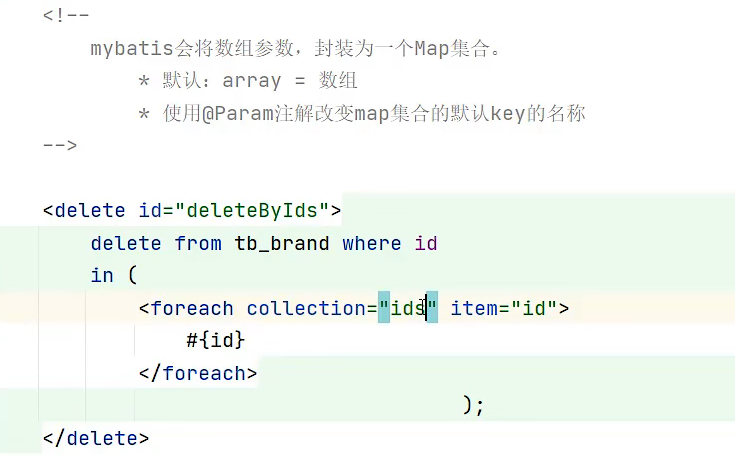 <!--
mybatis会将数组参数，封装为一个Map集合。
* 默认：array = 数组
* 使用@Param注解改变map集合的默认key的名称
-->
<delete id="deleteByIds">
delete from tb_brand where id
in (
<foreach collection="ids" item="id">
#{id}
</foreach>
);
</delete>